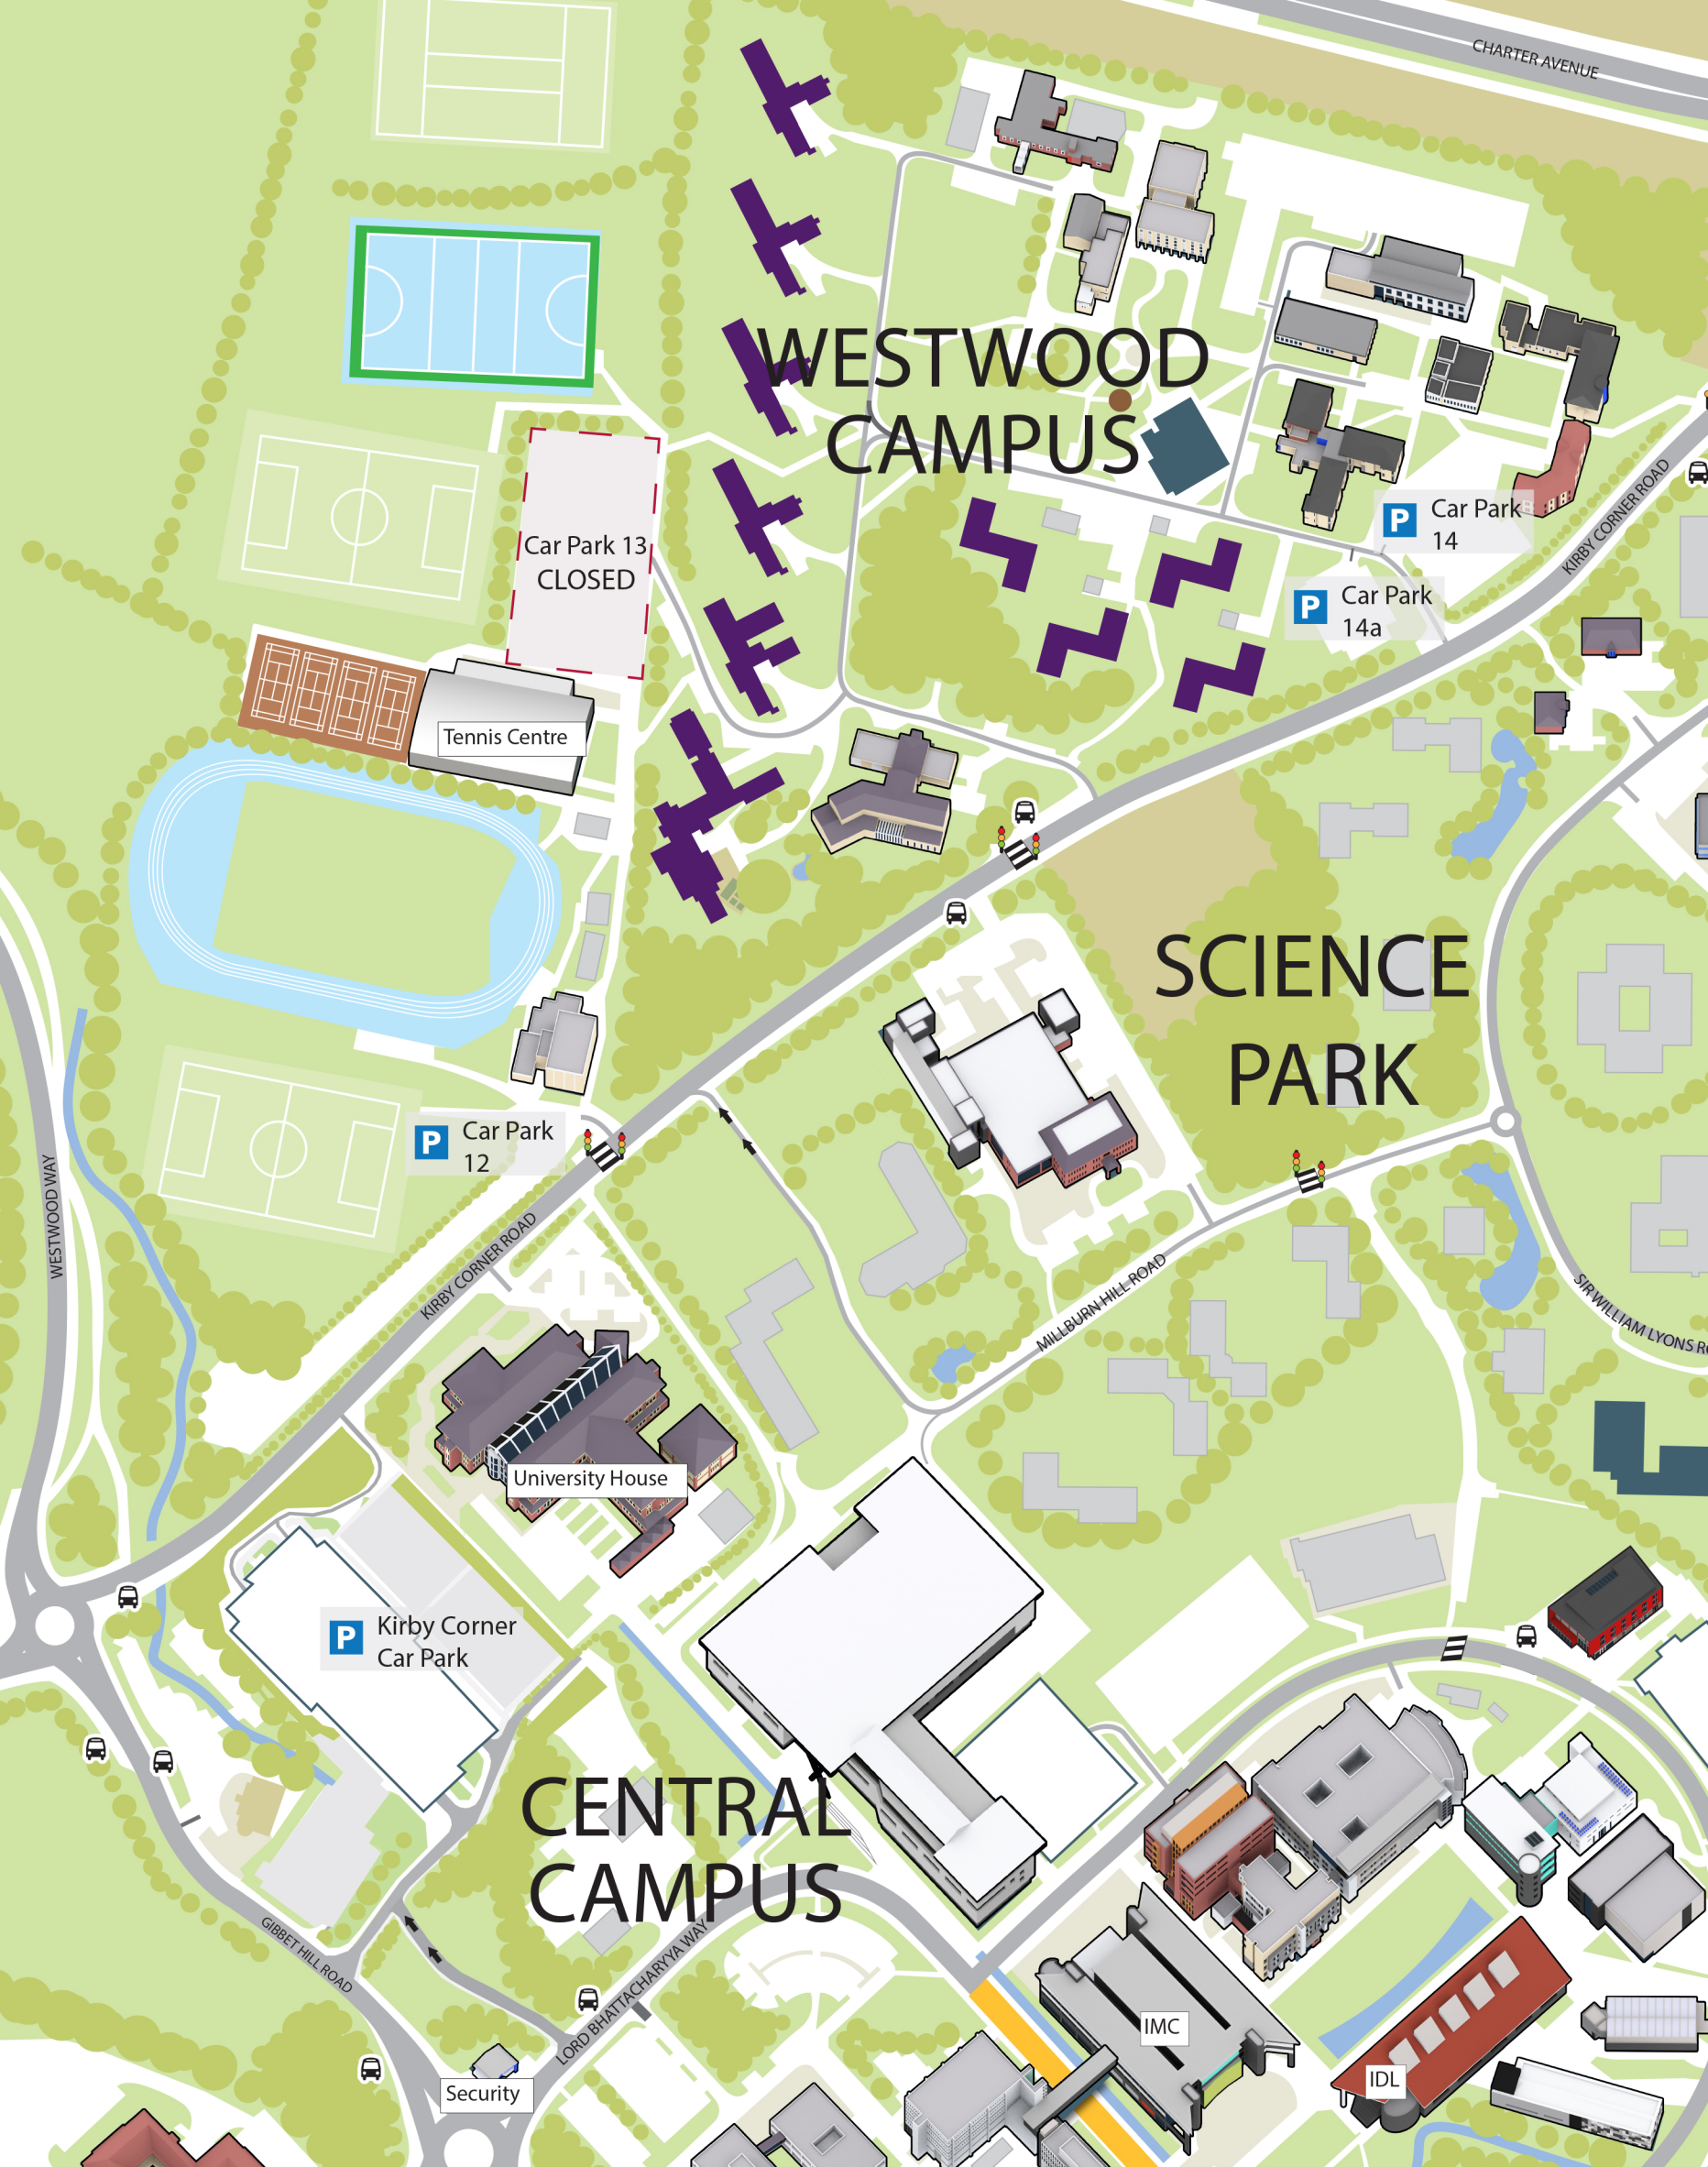 CHARTER AVENUE
WESTWOOD
CAMPUS
P
Car Park
14
KIRBY CORNER ROAD
Car Park 13
CLOSED
P
Car Park
14a
Tennis Centre
SCIENCE
PARK
P
Car Park
12
WESTWOOD WAY
KIRBY CORNER ROAD
MILLBURN HILL ROAD
SIR WILLIAM LYONS
University House
P
Kirby Corner
Car Park
CENTRAL
CAMPUS
GIBBET HILL ROAD
LORD BHATTACHARYYA WAY
IMC
IDL
Security